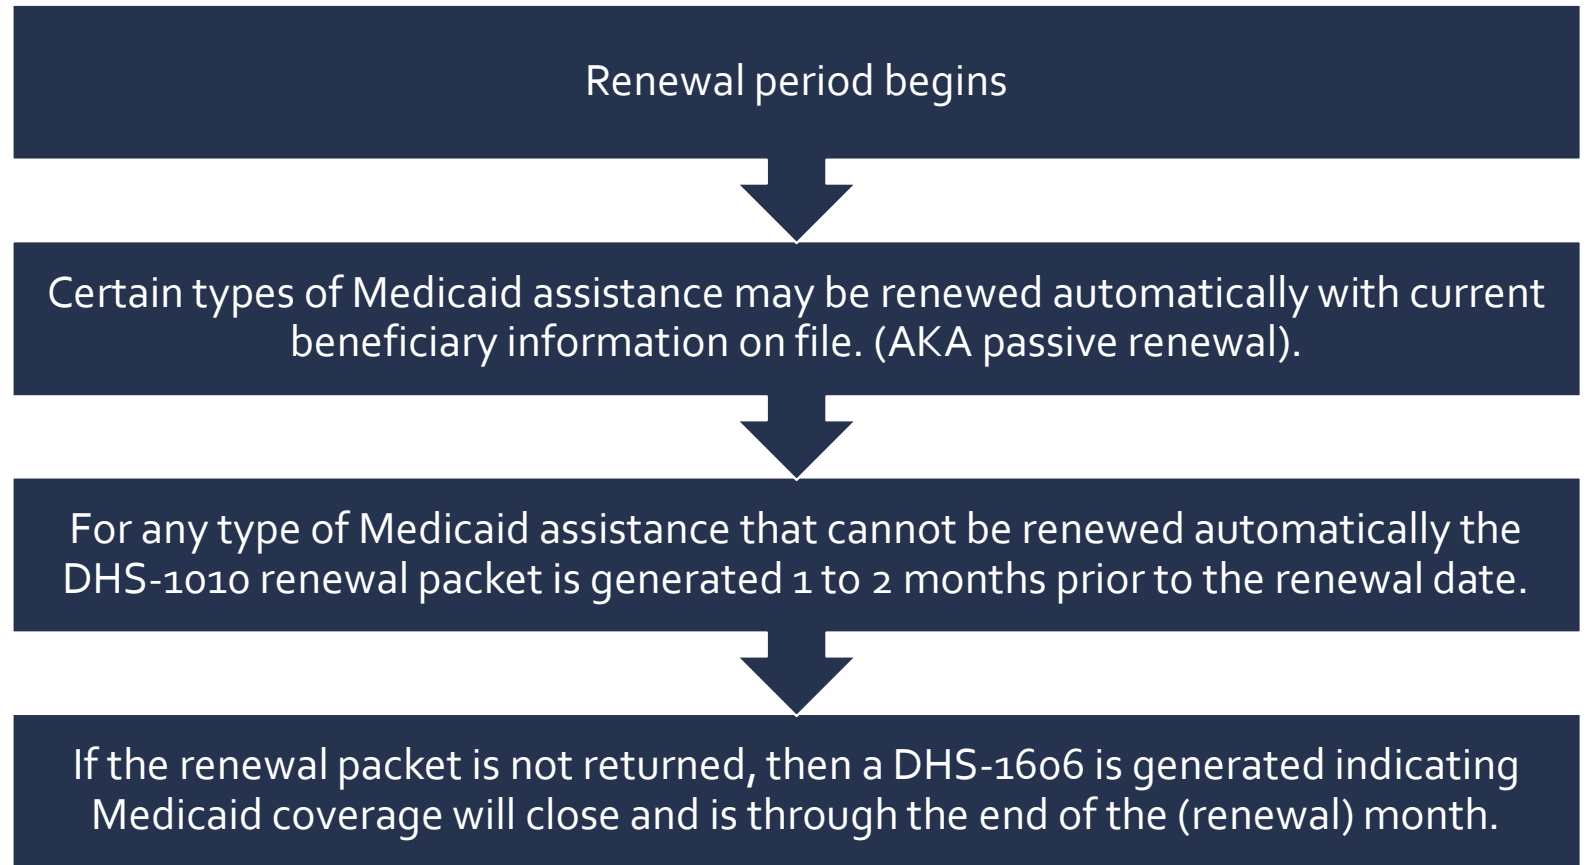 Renewal period begins
Certain types of Medicaid assistance may be renewed automatically with current
beneficiary information on file. (AKA passive renewal).
For any type of Medicaid assistance that cannot be renewed automatically the
DHS-1010 renewal packet is generated 1 to 2 months prior to the renewal date.
If the renewal packet is not returned, then a DHS-1606 is generated indicating
Medicaid coverage will close and is through the end of the (renewal) month.